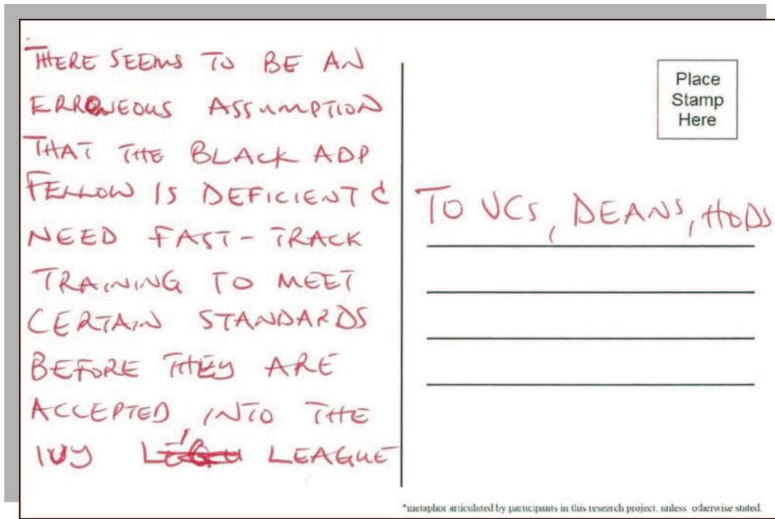 THERE SEEMS TO BE AN
ERRONEOUS ASSUMPTION
THAT THE BLACK ADP
FELLOW IS DEFICIENT &
NEED FAST-TRACK
TRAINING TO MEET
CERTAIN STANDARDS
BEFORE THEY ARE
ACCEPTED INTO THE
IVY LEAGUE
Place
Stamp
Here
TO VCs, DEANS, HODS
*metaphor articulated by participants in this research project, unless otherwise stated.